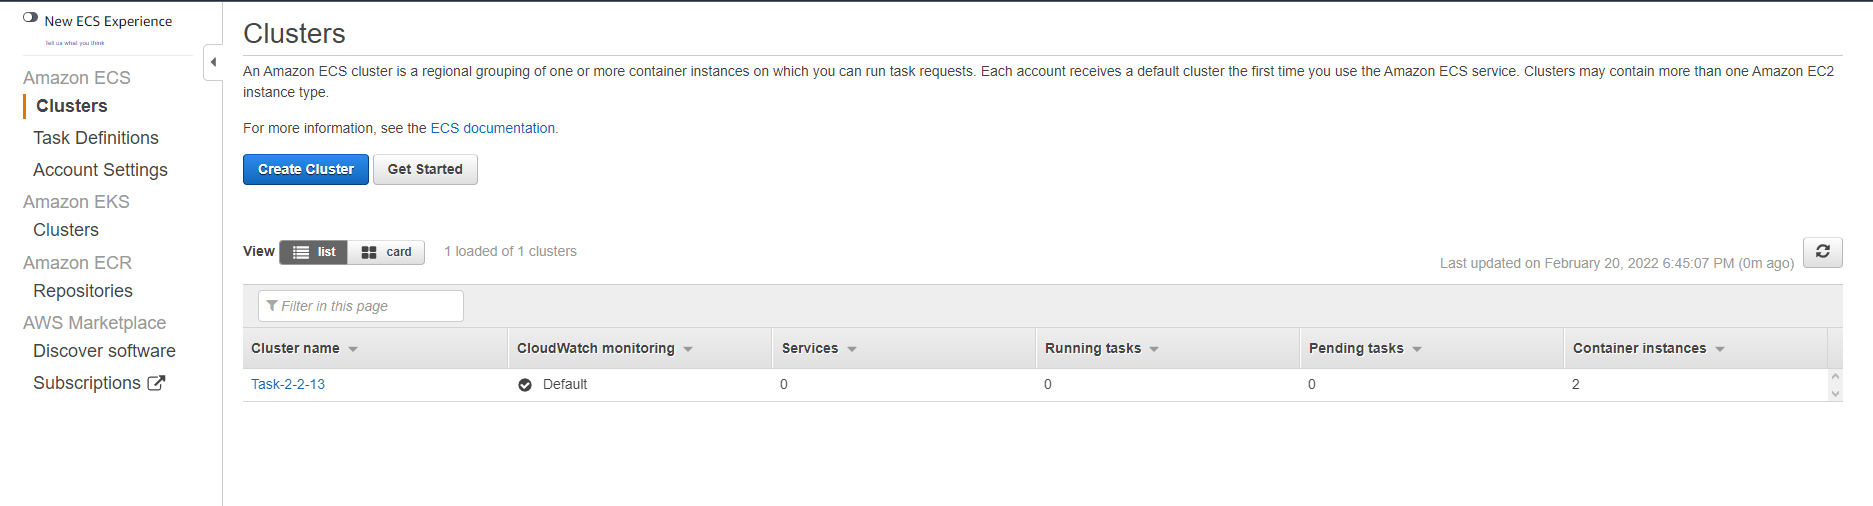 New ECS Experience
Tell us what you think
Amazon ECS
Clusters
Task Definitions
Account Settings
Amazon EKS
Clusters
Amazon ECR
Repositories
AWS Marketplace
Discover software
Subscriptions
Clusters
An Amazon ECS cluster is a regional grouping of one or more container instances on which you can run task requests. Each account receives a default cluster the first time you use the Amazon ECS service. Clusters may contain more than one Amazon EC2
instance type.
For more information, see the ECS documentation.
Create Cluster Get Started
View list card 1 loaded of 1 clusters
Last updated on February 20, 2022 6:45:07 PM (0m ago)
Filter in this page
Cluster name CloudWatch monitoring Services Running tasks Pending tasks Container instances
Task-2-2-13 Default 0 0 0 2